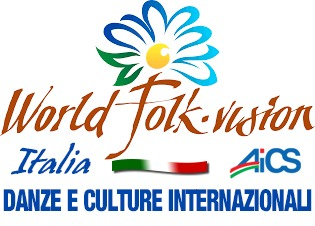 World Folk·vision
Italia AiCS
DANZE E CULTURE INTERNAZIONALI